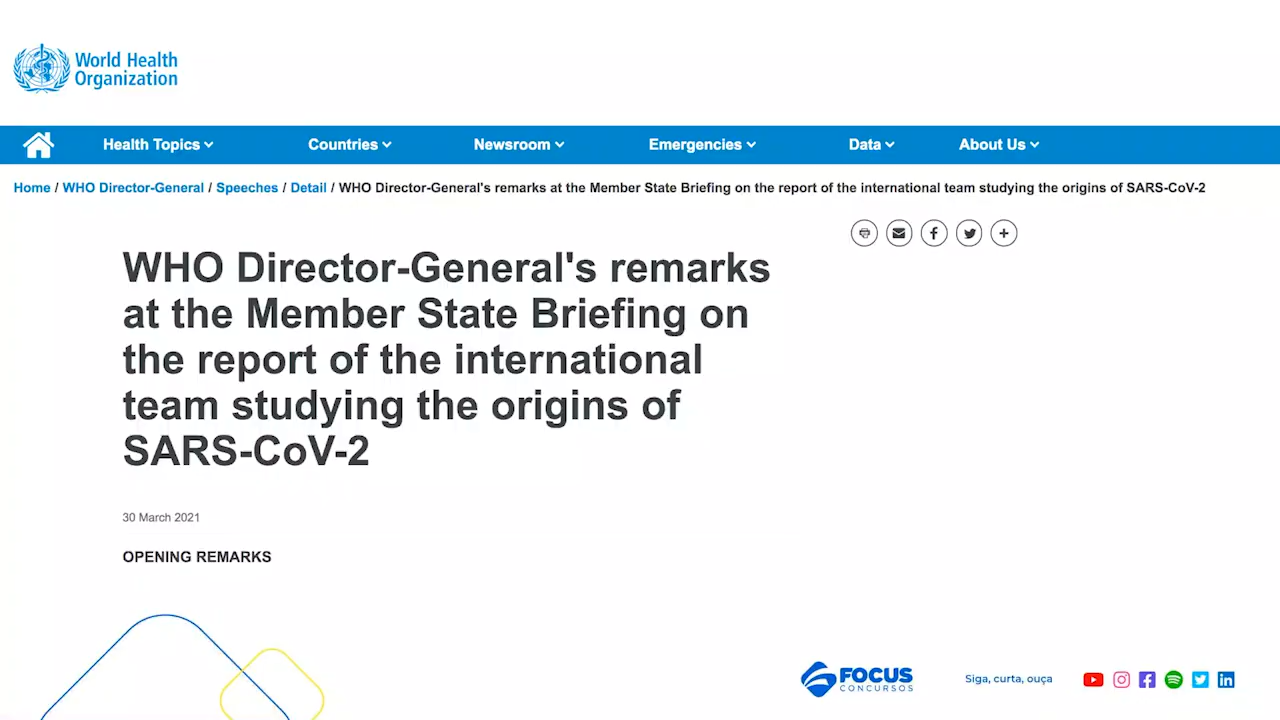 World Health
Organization
Health Topics Countries Newsroom Emergencies Data About Us
Home / WHO Director-General / Speeches / Detail / WHO Director-General's remarks at the Member State Briefing on the report of the international team studying the origins of SARS-CoV-2
WHO Director-General's remarks
at the Member State Briefing on
the report of the international
team studying the origins of
SARS-CoV-2
30 March 2021
OPENING REMARKS
FOCUS
CONCURSOS
Siga, curta, ouça